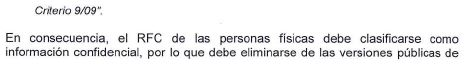 Criterio 9/09".
En consecuencia, el RFC de las personas físicas debe clasificarse como
información confidencial, por lo que debe eliminarse de las versiones públicas de